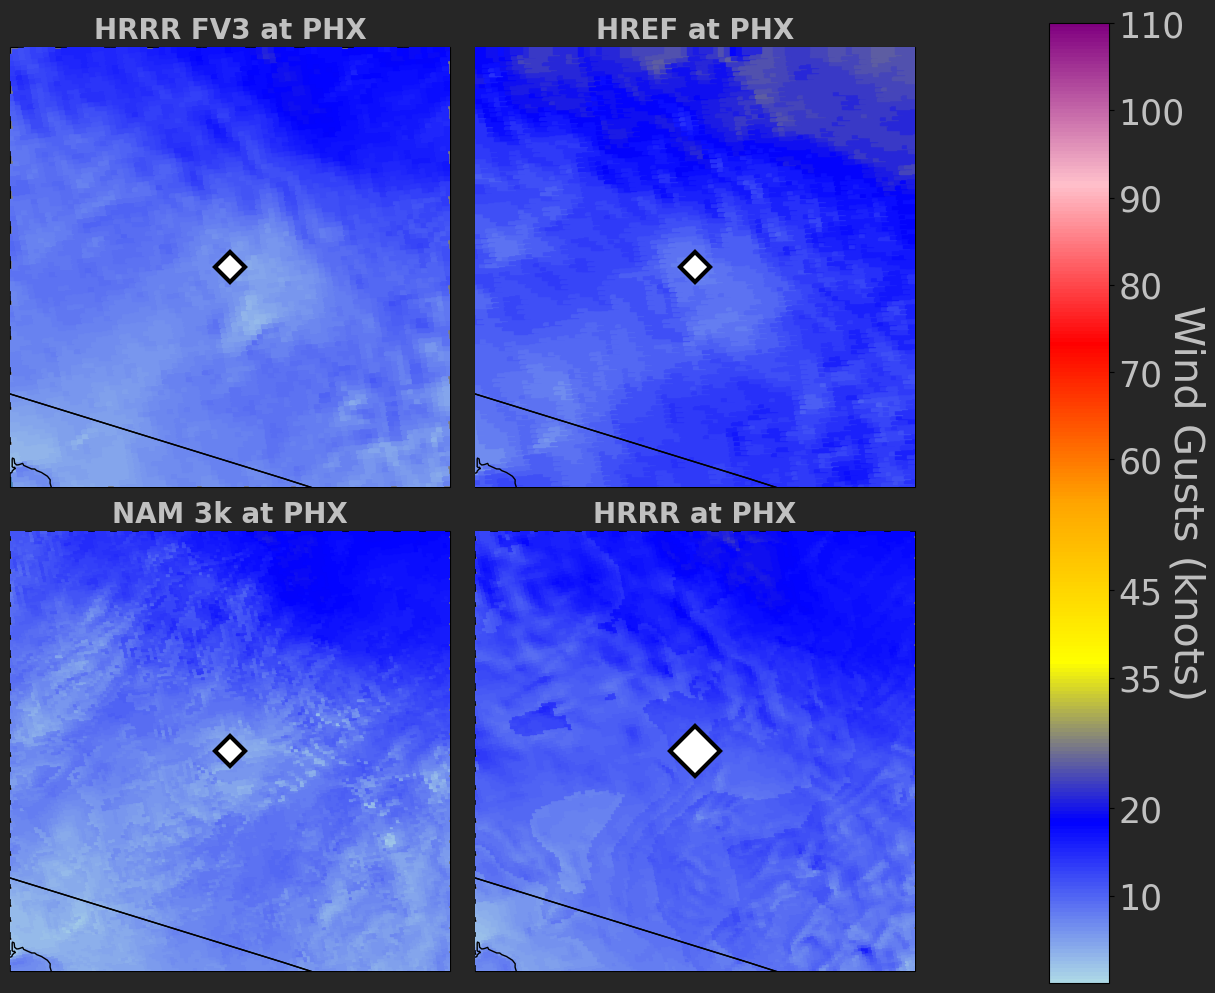 HRRR FV3 at PHX
HREF at PHX
NAM 3k at PHX
HRRR at PHX
110
100
90
80
70
60
45
35
20
10
Wind Gusts (knots)